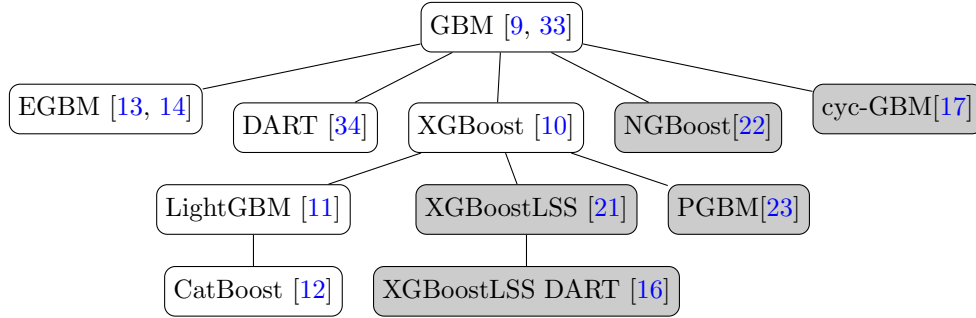 GBM [9, 33]
EGBM [13, 14]
DART [34]
XGBoost [10]
NGBoost[22]
cyc-GBM[17]
LightGBM [11]
XGBoostLSS [21]
PGBM[23]
CatBoost [12]
XGBoostLSS DART [16]